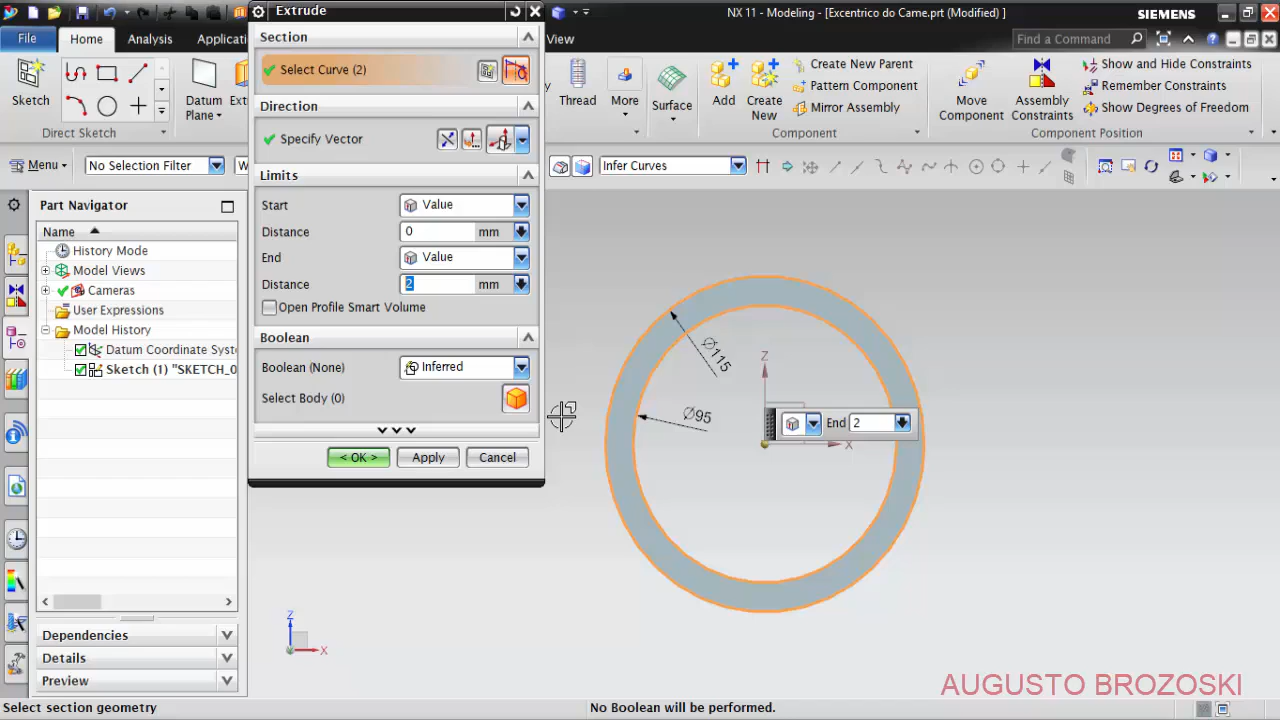 Extrude
NX 11 - Modeling - [Excentrico do Came.prt (Modified) ]
SIEMENS
File
Home
Analysis
View
Find a Command
Section
Select Curve (2)
Sketch
Datum
Plane
Direct Sketch
Thread
More
Surface
Add
Create
New
Create New Parent
Pattern Component
Mirror Assembly
Component
Move
Component
Assembly
Constraints
Show and Hide Constraints
Remember Constraints
Show Degrees of Freedom
Component Position
Direction
Specify Vector
Menu
No Selection Filter
Infer Curves
Limits
Start
Value
Distance
0
mm
End
Value
Distance
2
mm
Open Profile Smart Volume
Boolean
Boolean (None)
Inferred
Select Body (0)
< OK >
Apply
Cancel
Part Navigator
Name
History Mode
Model Views
Cameras
User Expressions
Model History
Datum Coordinate Syst
Sketch (1) "SKETCH_0
Dependencies
Details
Preview
Ø115
Ø95
Z
X
End
2
Z
X
AUGUSTO BROZOSKI
Select section geometry
No Boolean will be performed.